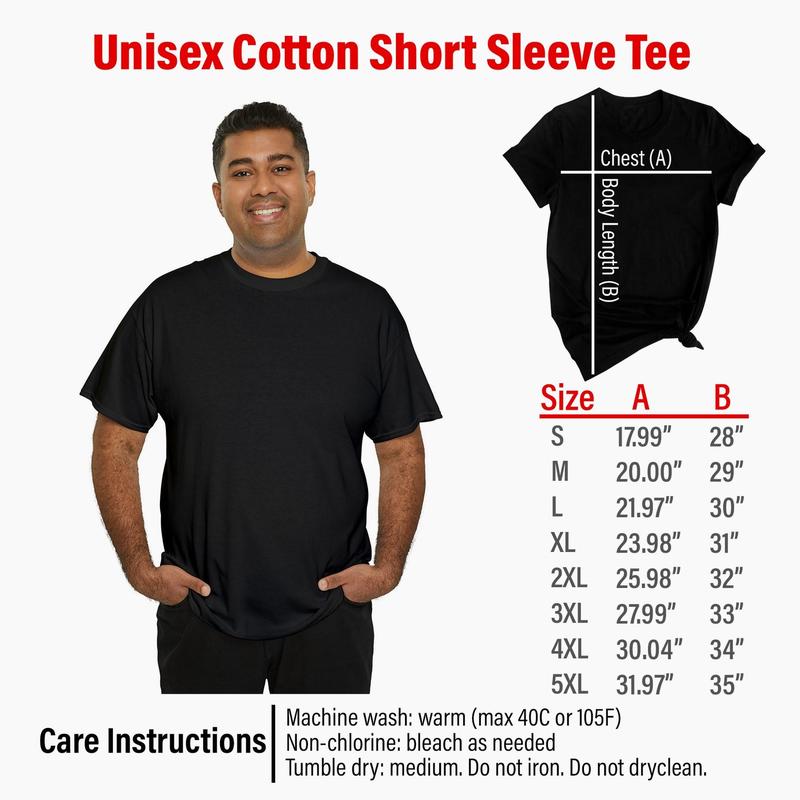 Unisex Cotton Short Sleeve Tee
Chest (A)
Body Length (B)
Size A B
S 17.99" 28"
M 20.00" 29"
L 21.97" 30"
XL 23.98" 31"
2XL 25.98" 32"
3XL 27.99" 33"
4XL 30.04" 34"
5XL 31.97" 35"
Care Instructions
Machine wash: warm (max 40C or 105F)
Non-chlorine: bleach as needed
Tumble dry: medium. Do not iron. Do not dryclean.